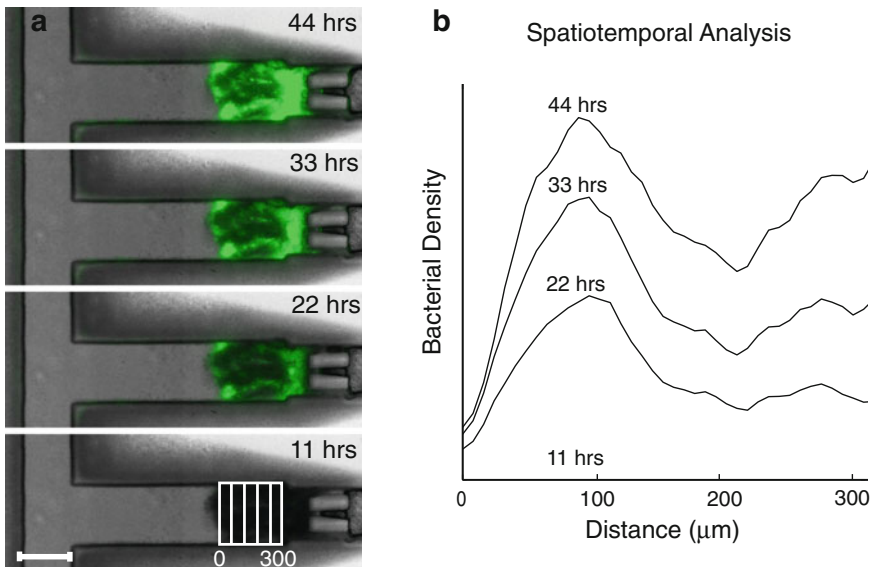 a
44 hrs
33 hrs
22 hrs
11 hrs
0 300
b
Spatiotemporal Analysis
Bacterial Density
44 hrs
33 hrs
22 hrs
11 hrs
0 100 200 300
Distance (μm)